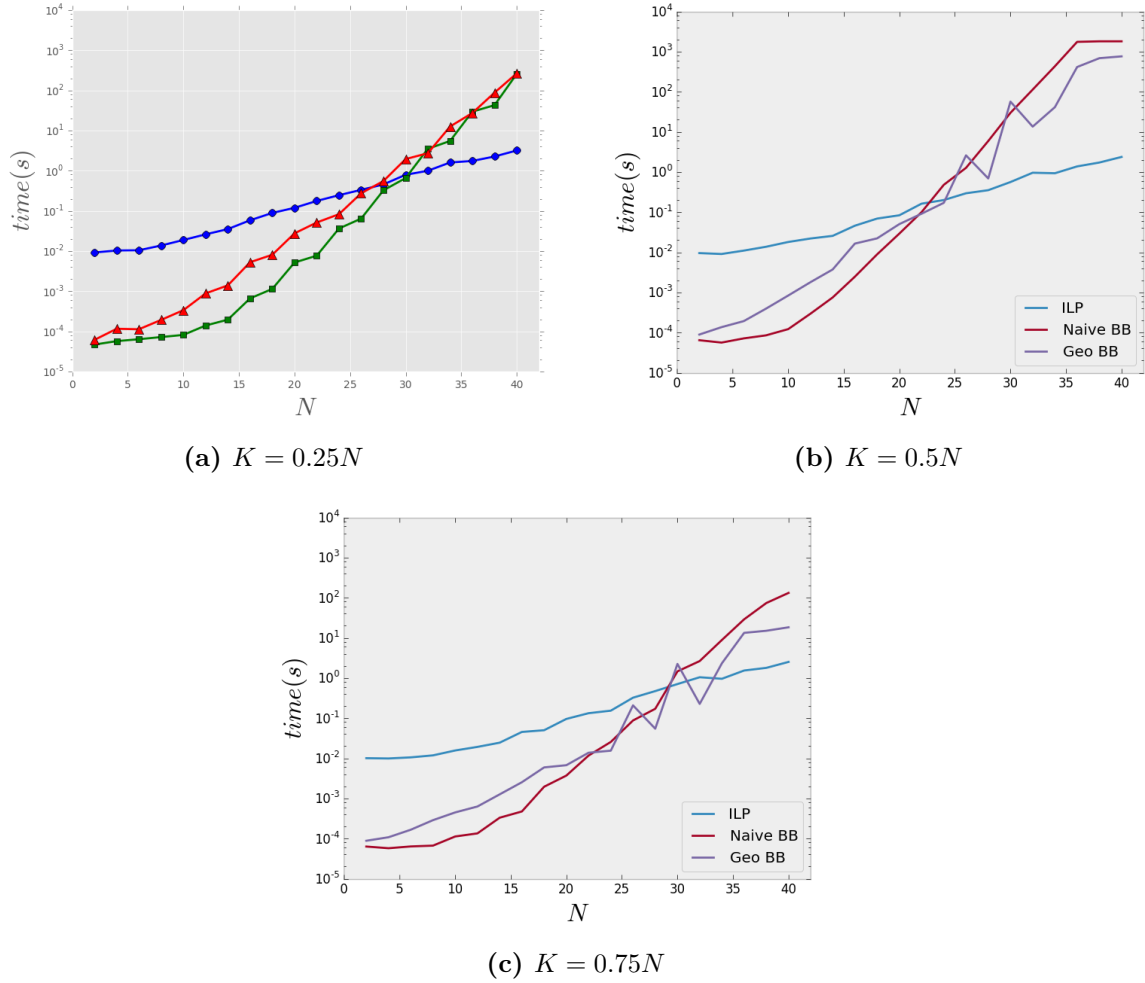 10^4
10^3
10^2
10^1
10^0
10^-1
10^-2
10^-3
10^-4
10^-5
time(s)
0 5 10 15 20 25 30 35 40
N
(a) K = 0.25N
10^4
10^3
10^2
10^1
10^0
10^-1
10^-2
10^-3
10^-4
10^-5
time(s)
ILP
Naive BB
Geo BB
0 5 10 15 20 25 30 35 40
N
(b) K = 0.5N
10^4
10^3
10^2
10^1
10^0
10^-1
10^-2
10^-3
10^-4
10^-5
time(s)
ILP
Naive BB
Geo BB
0 5 10 15 20 25 30 35 40
N
(c) K = 0.75N